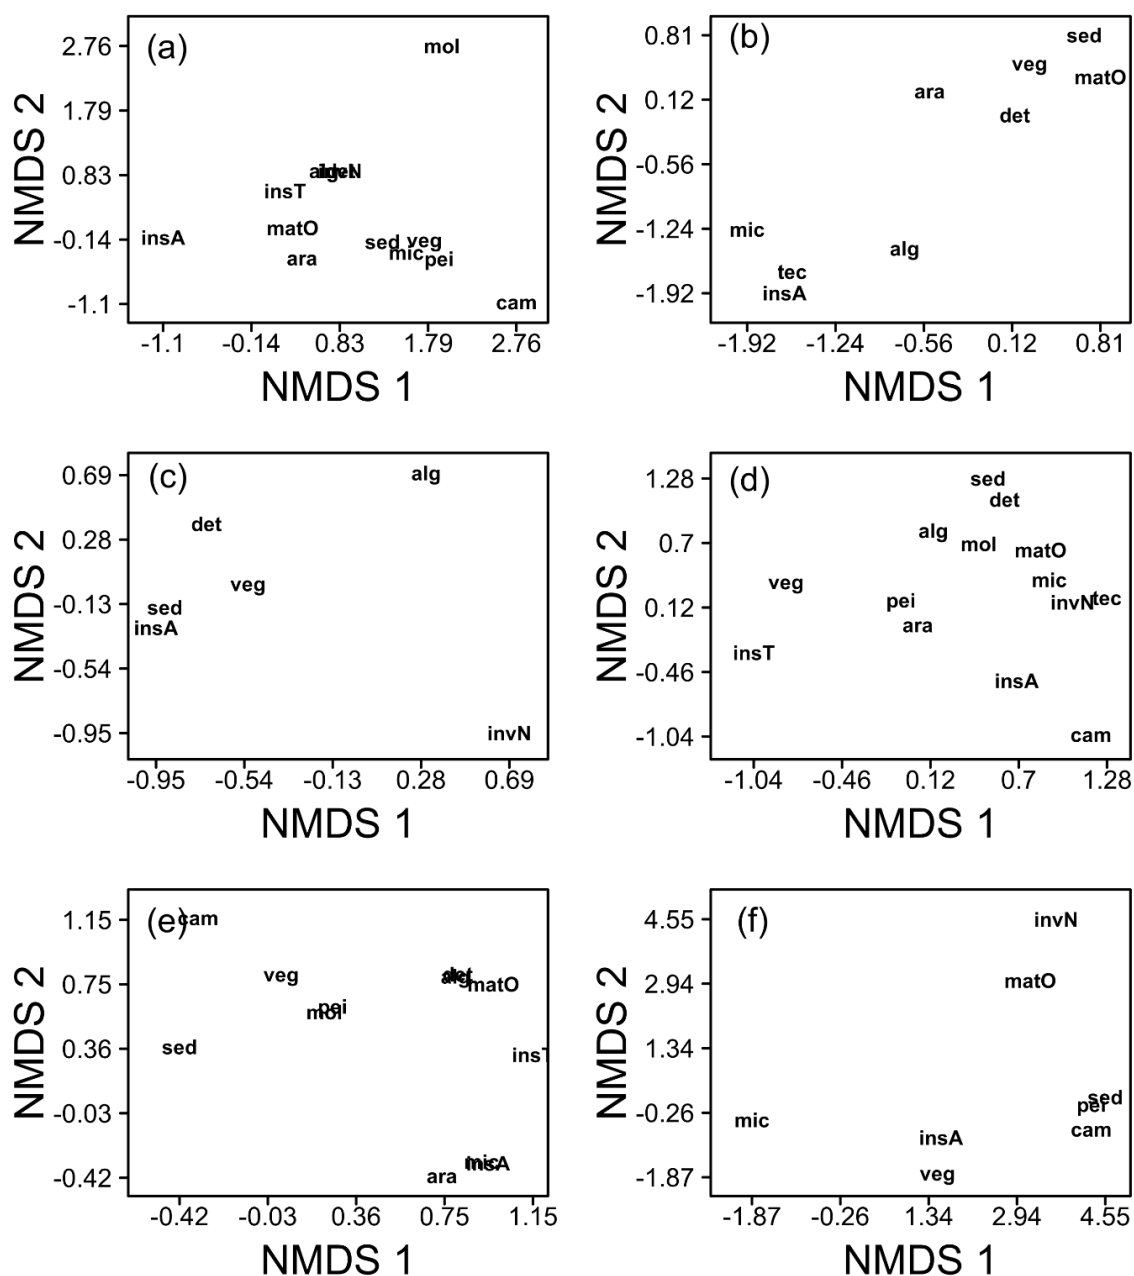 (a)
mol
2.76
1.79
0.83
-0.14
-1.1
NMDS 2
alg
det
invN
insT
matO
insA
ara
sed
veg
mic
pei
cam
-1.1 -0.14 0.83 1.79 2.76
NMDS 1
(b)
sed
0.81
0.12
-0.56
-1.24
-1.92
NMDS 2
veg
matO
ara
det
mic
alg
tec
insA
-1.92 -1.24 -0.56 0.12 0.81
NMDS 1
(c)
alg
0.69
0.28
-0.13
-0.54
-0.95
NMDS 2
det
veg
sed
insA
invN
-0.95 -0.54 -0.13 0.28 0.69
NMDS 1
(d)
sed
1.28
0.7
0.12
-0.46
-1.04
NMDS 2
det
alg
mol
matO
veg
mic
pei
invN
tec
ara
insT
insA
cam
-1.04 -0.46 0.12 0.7 1.28
NMDS 1
(e)
cam
1.15
0.75
0.36
-0.03
-0.42
NMDS 2
veg
det
alg
matO
pei
mol
sed
insT
mic
insA
ara
-0.42 -0.03 0.36 0.75 1.15
NMDS 1
(f)
invN
4.55
2.94
1.34
-0.26
-1.87
NMDS 2
matO
sed
mic
cam
insA
veg
-1.87 -0.26 1.34 2.94 4.55
NMDS 1